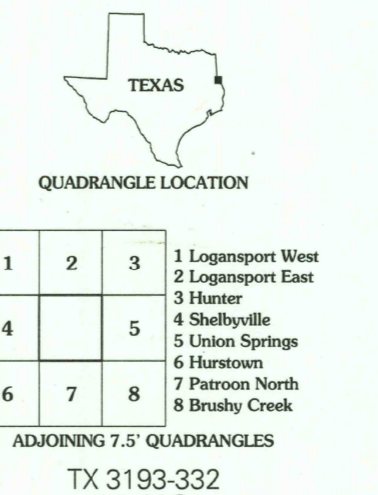 TEXAS
QUADRANGLE LOCATION
1 2 3
4 5
6 7 8
1 Logansport West
2 Logansport East
3 Hunter
4 Shelbyville
5 Union Springs
6 Hurstown
7 Patroon North
8 Brushy Creek
ADJOINING 7.5' QUADRANGLES
TX 3193-332